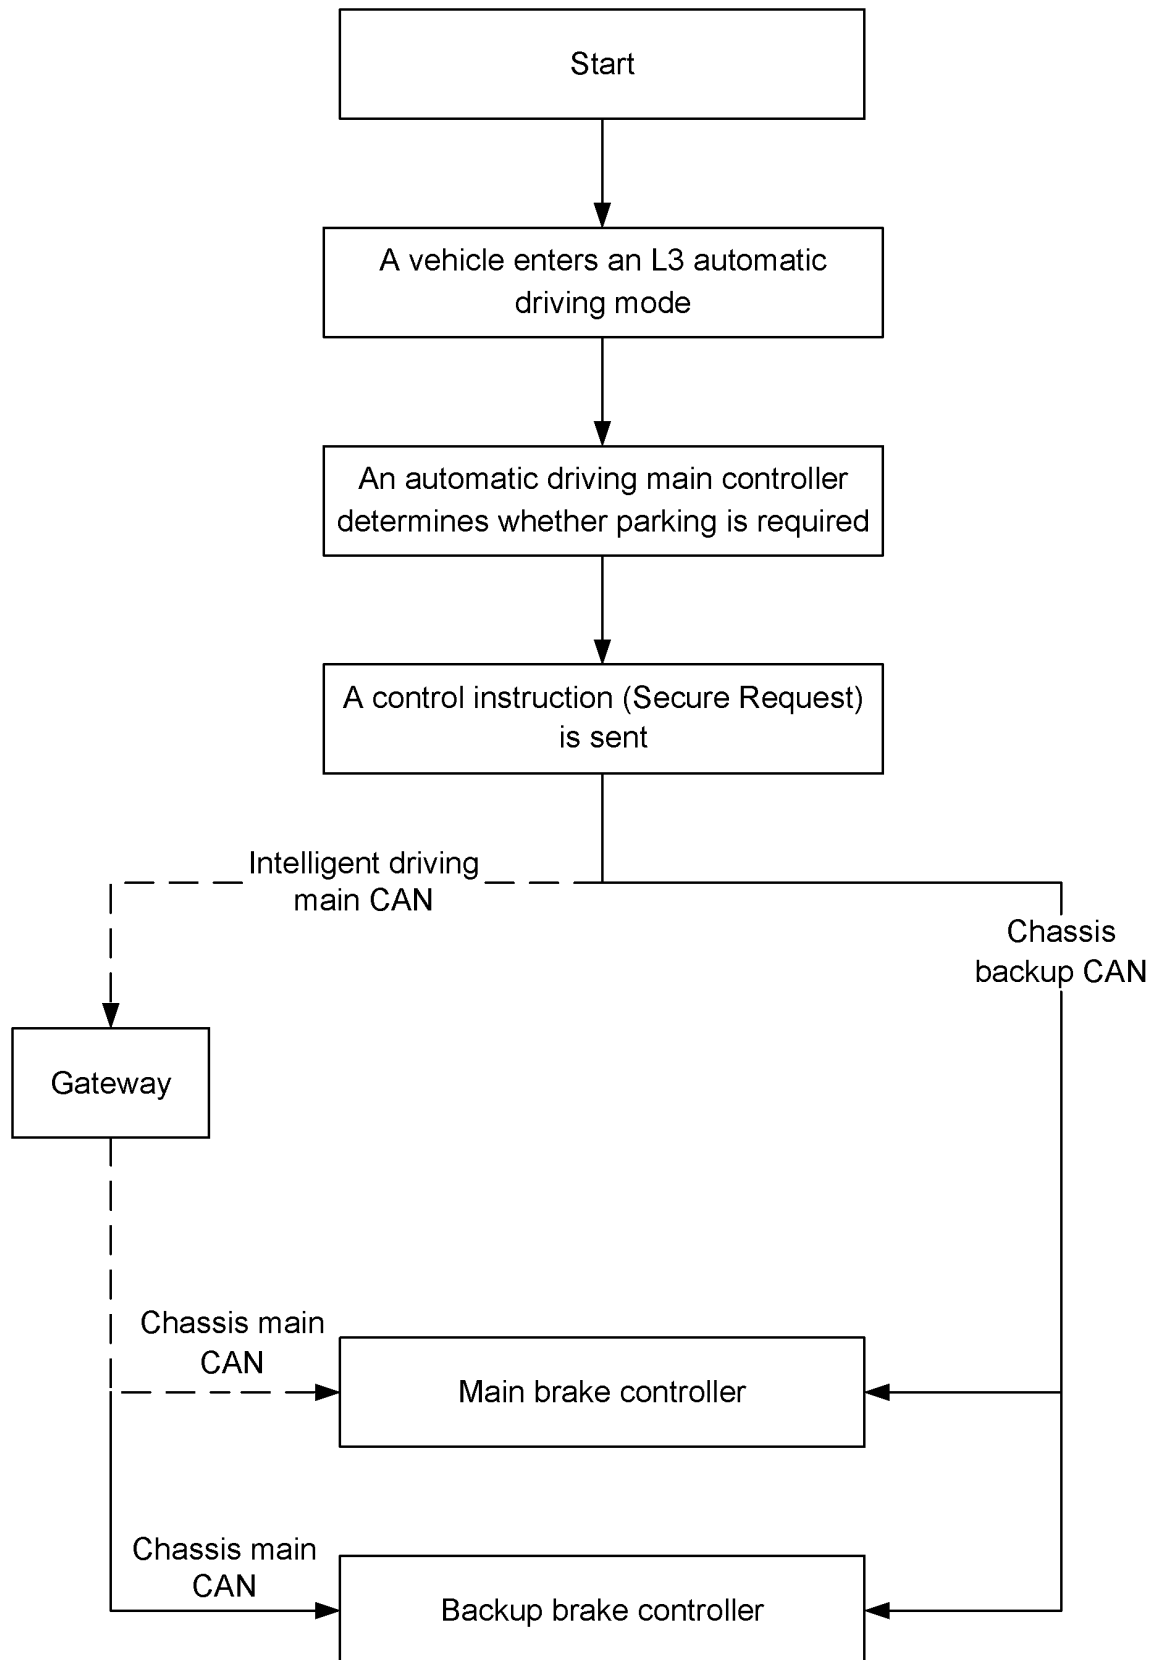 Start
A vehicle enters an L3 automatic
driving mode
An automatic driving main controller
determines whether parking is required
A control instruction (Secure Request)
is sent
Intelligent driving
main CAN
Chassis
backup CAN
Gateway
Chassis main
CAN
Main brake controller
Chassis main
CAN
Backup brake controller